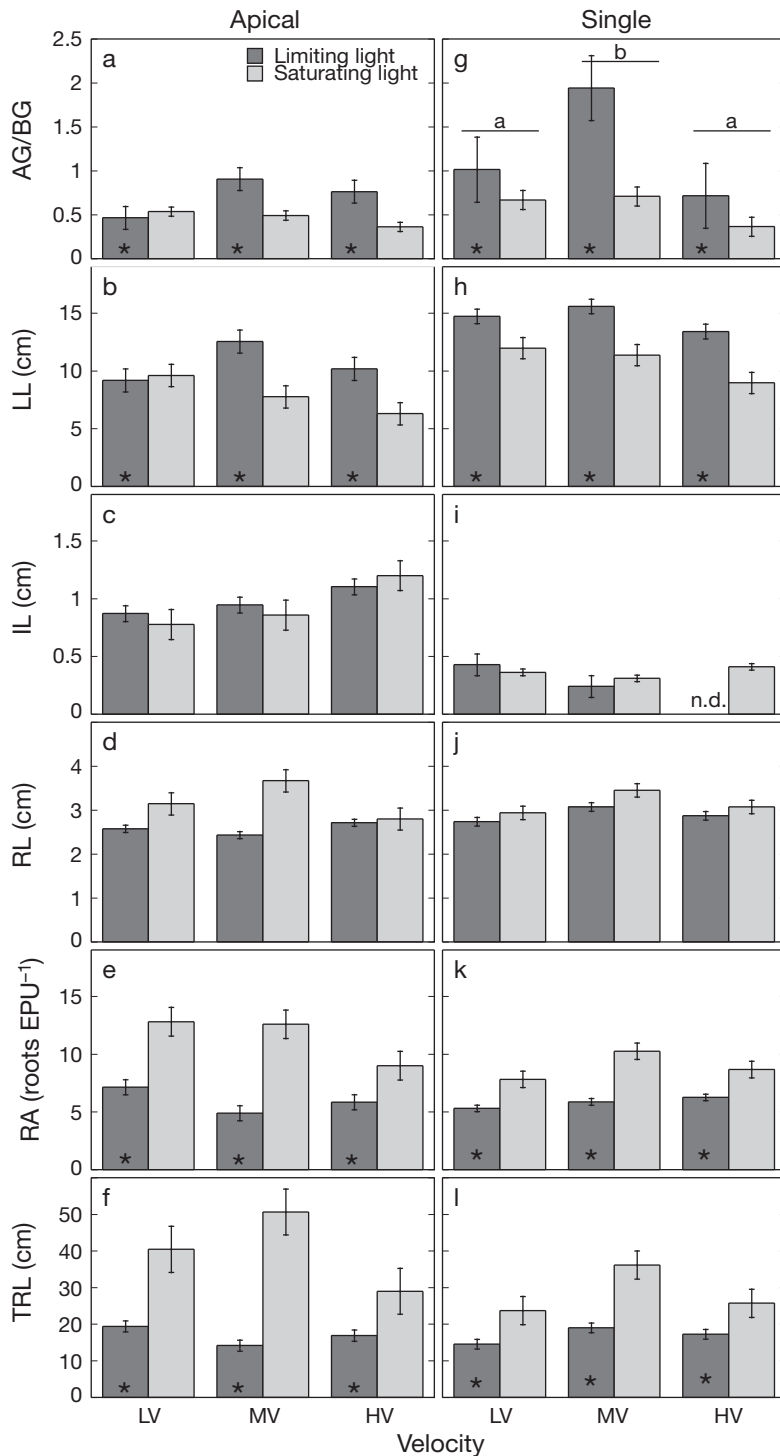 Apical
Single
2.5
2
1.5
1
0.5
0
AG/BG
a
Limiting light
Saturating light
*
*
*
g
a
b
a
*
*
*
15
10
5
0
LL (cm)
b
*
*
*
h
*
*
*
1.5
1
0.5
0
IL (cm)
c
i
n.d.
4
3
2
1
0
RL (cm)
d
j
15
10
5
0
RA (roots EPU⁻¹)
e
*
*
*
k
*
*
*
50
40
30
20
10
0
TRL (cm)
f
*
*
*
l
*
*
*
LV MV HV LV MV HV
Velocity